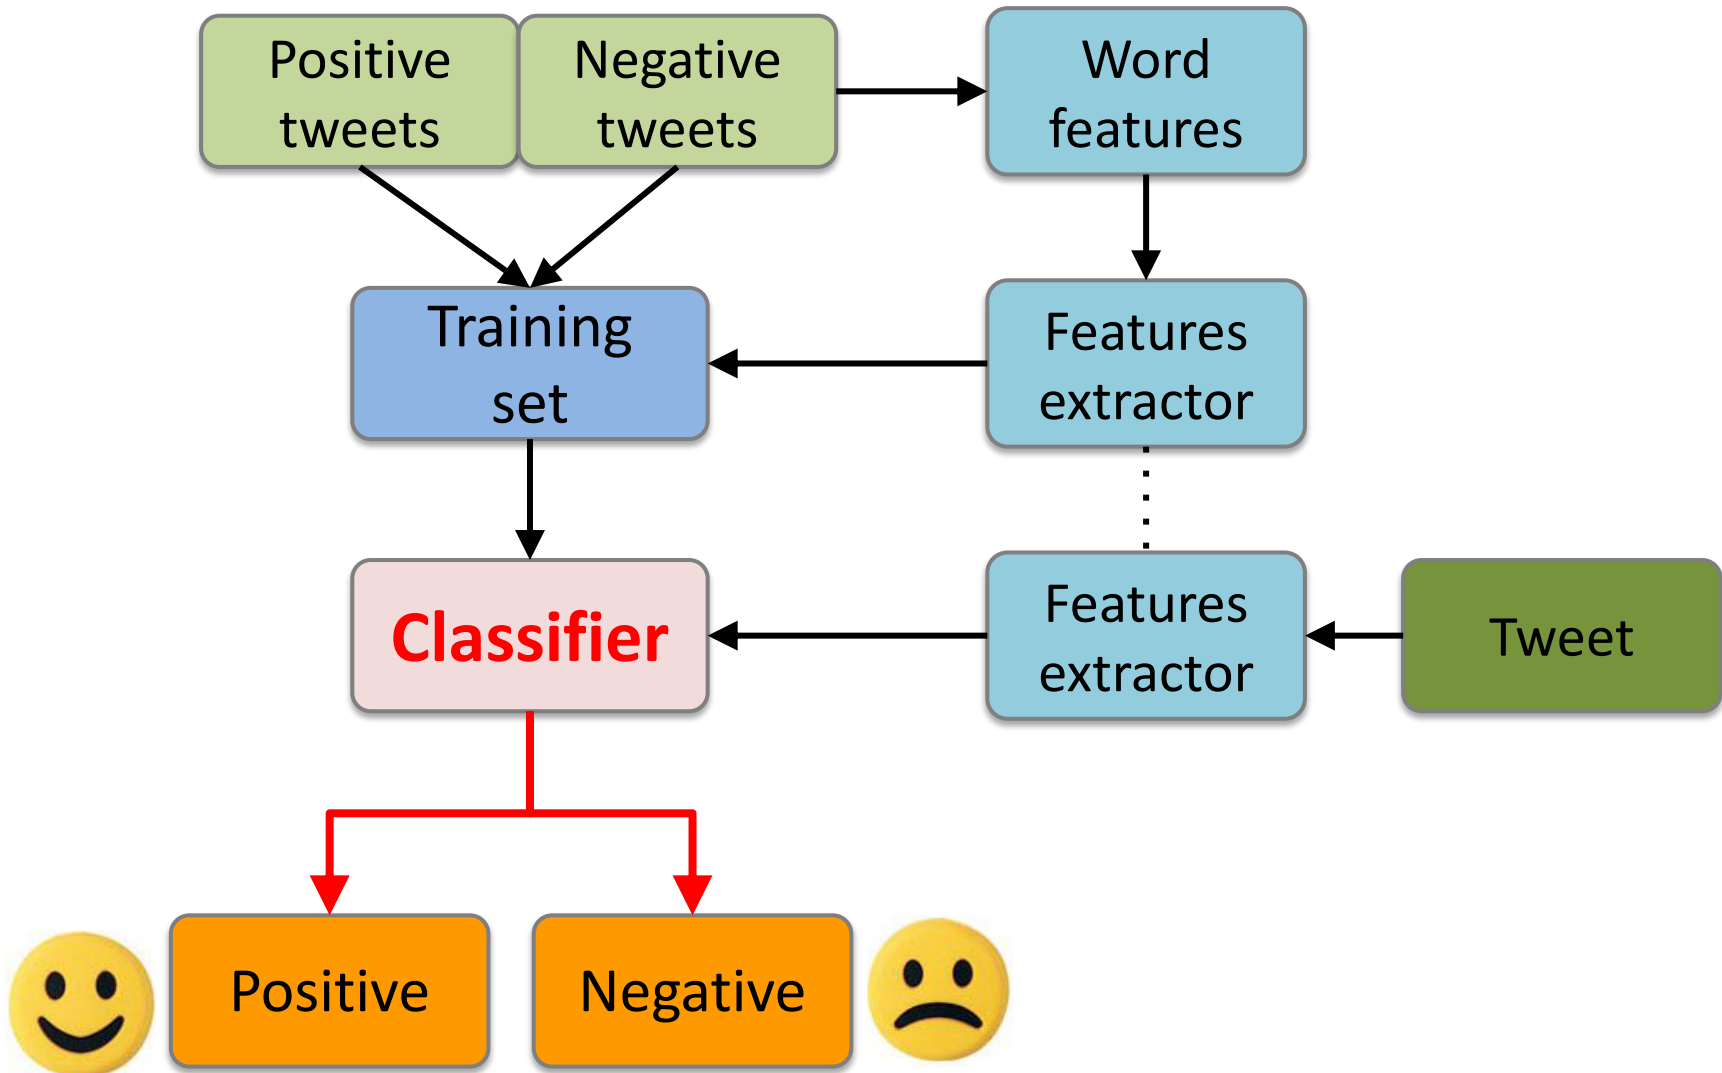 Positive
tweets
Negative
tweets
Word
features
Training
set
Features
extractor
Classifier
Features
extractor
Tweet
Positive
Negative